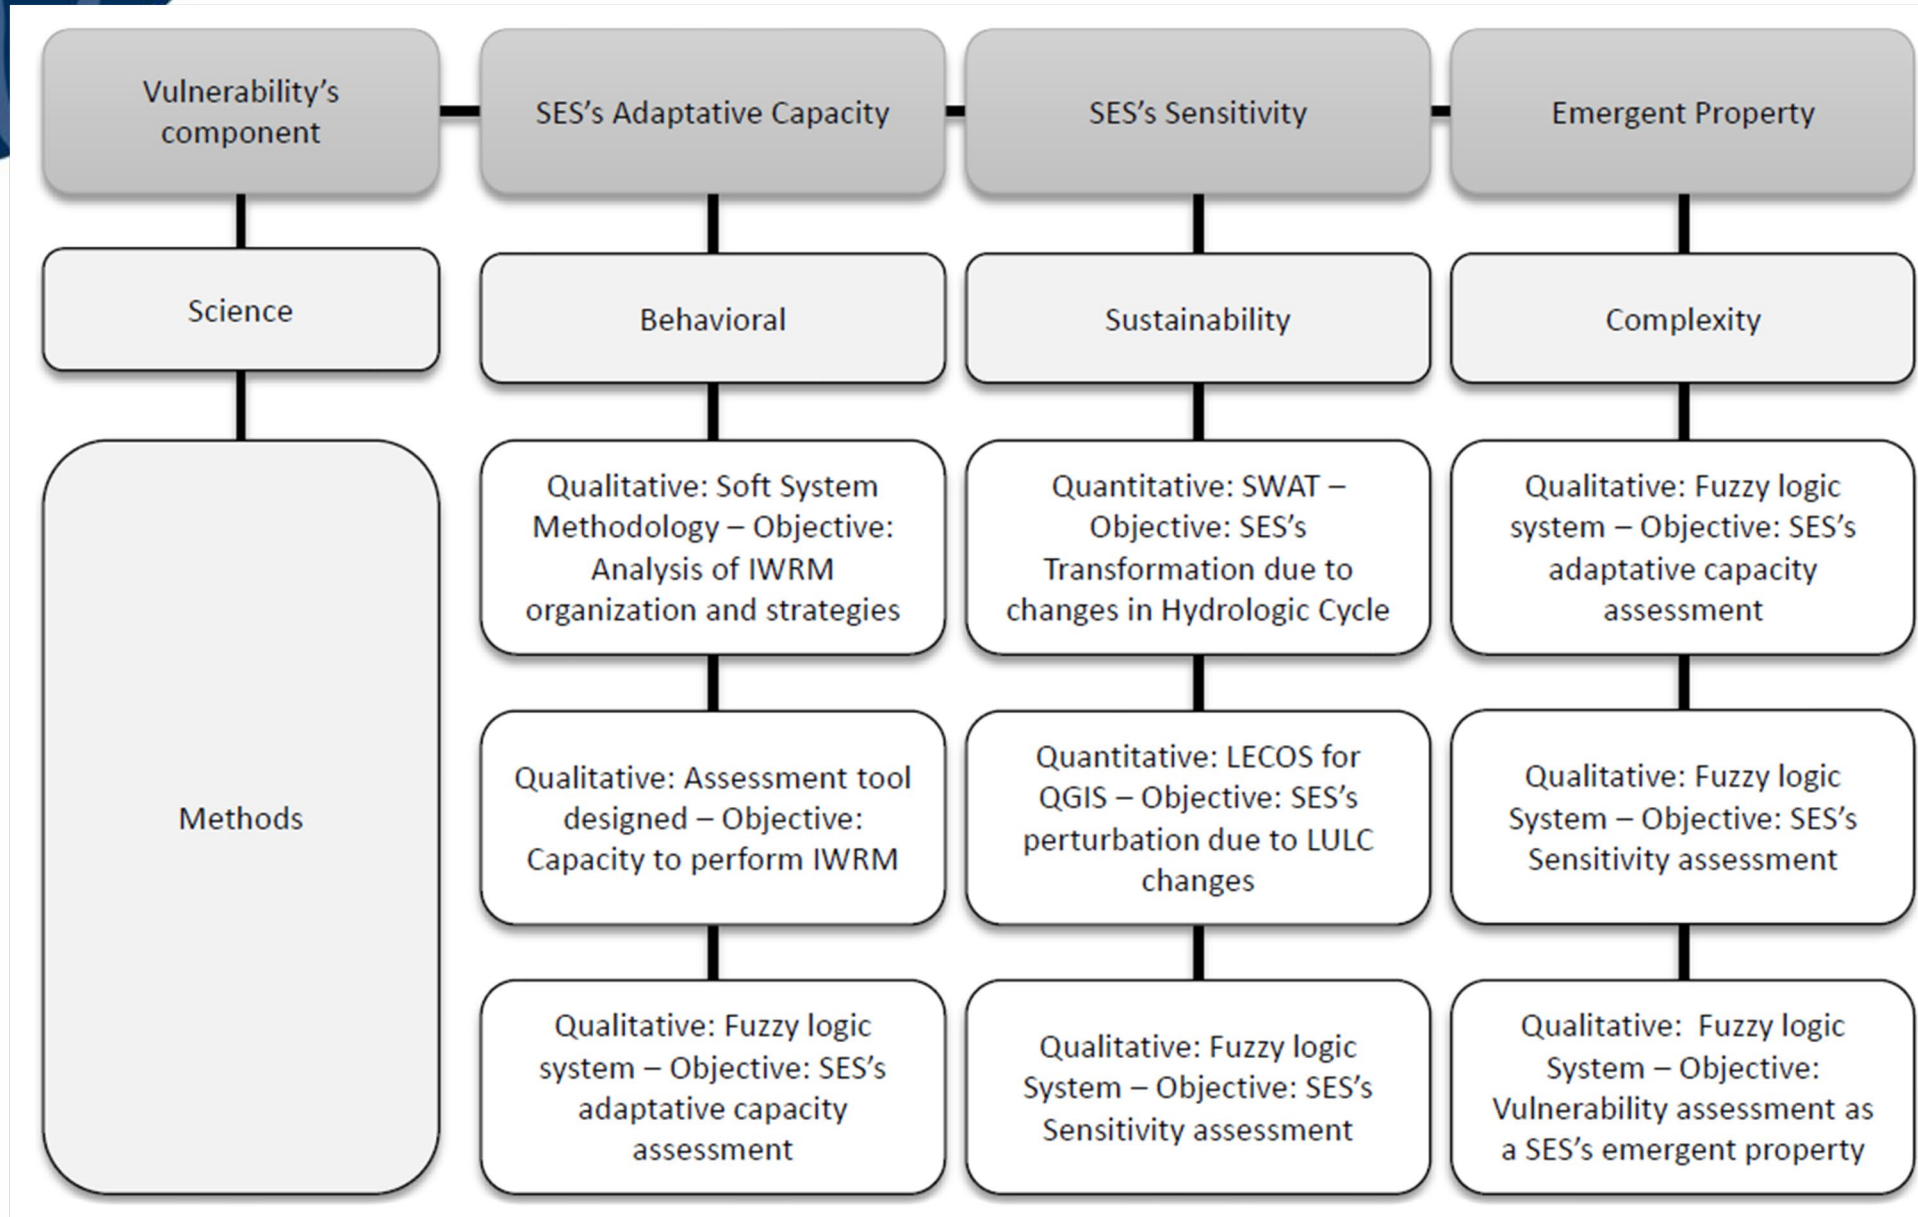 Vulnerability's
component
SES's Adaptative Capacity
SES's Sensitivity
Emergent Property
Science
Behavioral
Sustainability
Complexity
Methods
Qualitative: Soft System
Methodology – Objective:
Analysis of IWRM
organization and strategies
Quantitative: SWAT –
Objective: SES's
Transformation due to
changes in Hydrologic Cycle
Qualitative: Fuzzy logic
system – Objective: SES's
adaptative capacity
assessment
Qualitative: Assessment tool
designed – Objective:
Capacity to perform IWRM
Quantitative: LECOS for
QGIS – Objective: SES's
perturbation due to LULC
changes
Qualitative: Fuzzy logic
System – Objective: SES's
Sensitivity assessment
Qualitative: Fuzzy logic
system – Objective: SES's
adaptative capacity
assessment
Qualitative: Fuzzy logic
System – Objective: SES's
Sensitivity assessment
Qualitative:  Fuzzy logic
System – Objective:
Vulnerability assessment as
a SES's emergent property